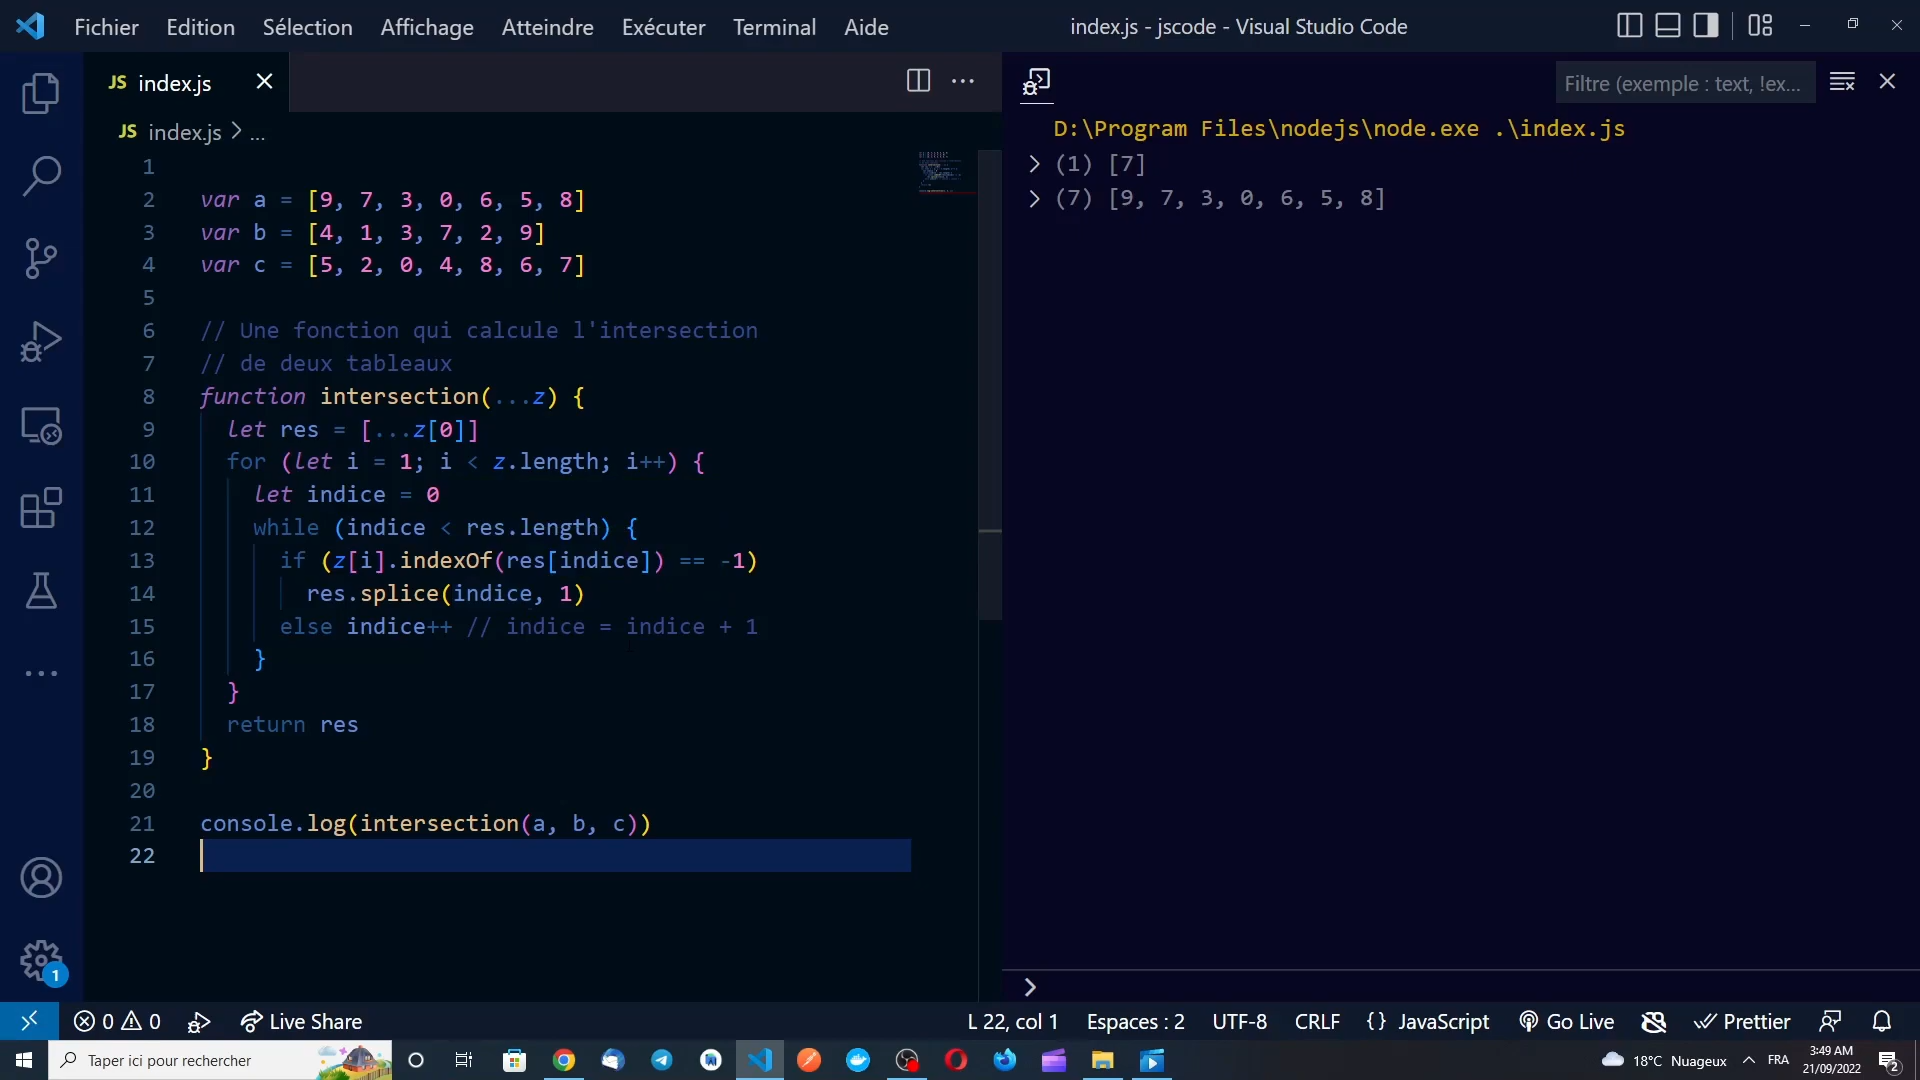 Fichier Edition Sélection Affichage Atteindre Exécuter Terminal Aide
index.js - jscode - Visual Studio Code
JS index.js
JS index.js > ...
1
2 var a = [9, 7, 3, 0, 6, 5, 8]
3 var b = [4, 1, 3, 7, 2, 9]
4 var c = [5, 2, 0, 4, 8, 6, 7]
5
6 // Une fonction qui calcule l'intersection
7 // de deux tableaux
8 function intersection(...z) {
9 let res = [...z[0]]
10 for (let i = 1; i < z.length; i++) {
11 let indice = 0
12 while (indice < res.length) {
13 if (z[i].indexOf(res[indice]) == -1)
14 res.splice(indice, 1)
15 else indice++ // indice = indice + 1
16 }
17 }
18 return res
19 }
20
21 console.log(intersection(a, b, c))
22
Filtre (exemple : text, !ex...
D:\Program Files\nodejs\node.exe .\index.js
> (1) [7]
> (7) [9, 7, 3, 0, 6, 5, 8]
>
1
0 0 Live Share
L 22, col 1 Espaces : 2 UTF-8 CRLF {} JavaScript Go Live Prettier
Taper ici pour rechercher
18°C Nuageux FRA
3:49 AM
21/09/2022
2